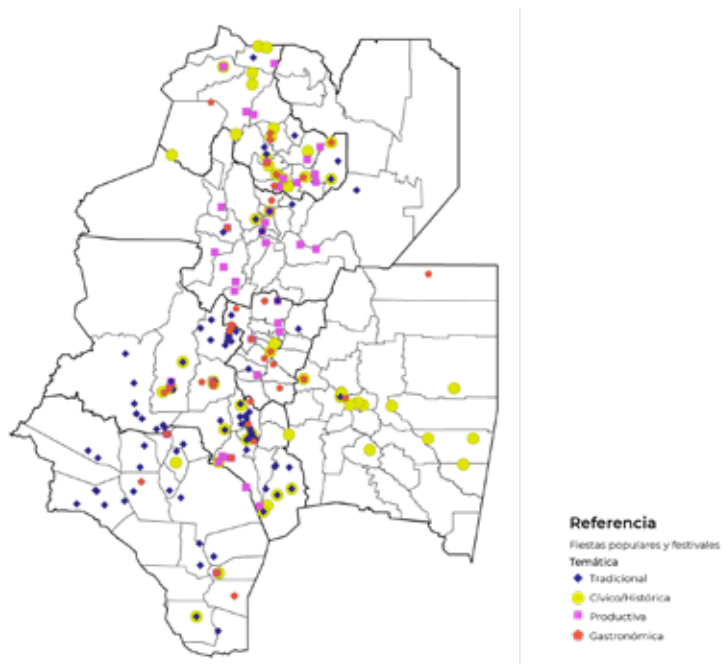 Referencia
Fiestas populares y festivales
Temática
Tradicional
Cívico/Histórica
Productiva
Gastronómica